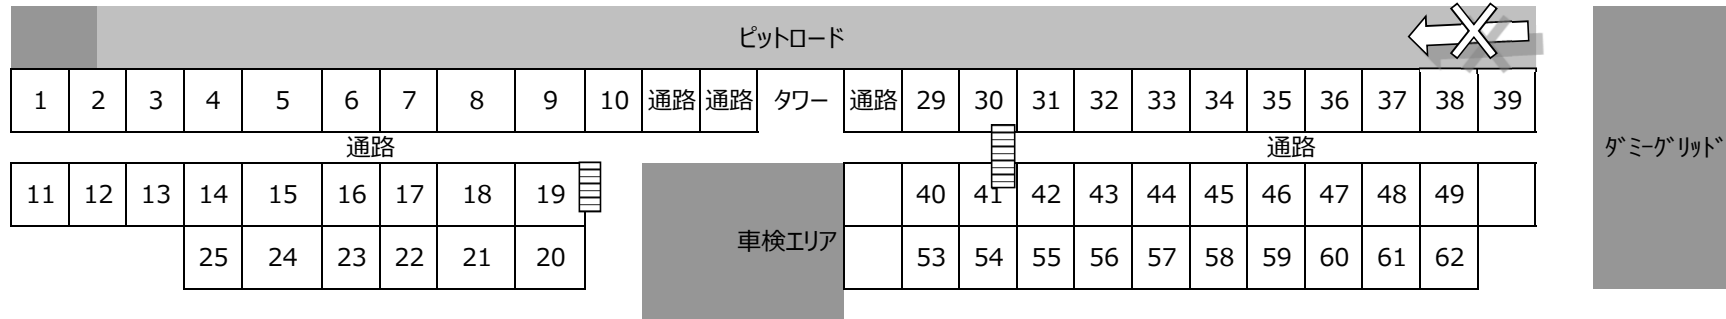 ピットロード
1 2 3 4 5 6 7 8 9 10 通路 通路 タワー 通路 29 30 31 32 33 34 35 36 37 38 39
通路 通路
ダミーグリッド
11 12 13 14 15 16 17 18 19 40 41 42 43 44 45 46 47 48 49
車検エリア
25 24 23 22 21 20 53 54 55 56 57 58 59 60 61 62